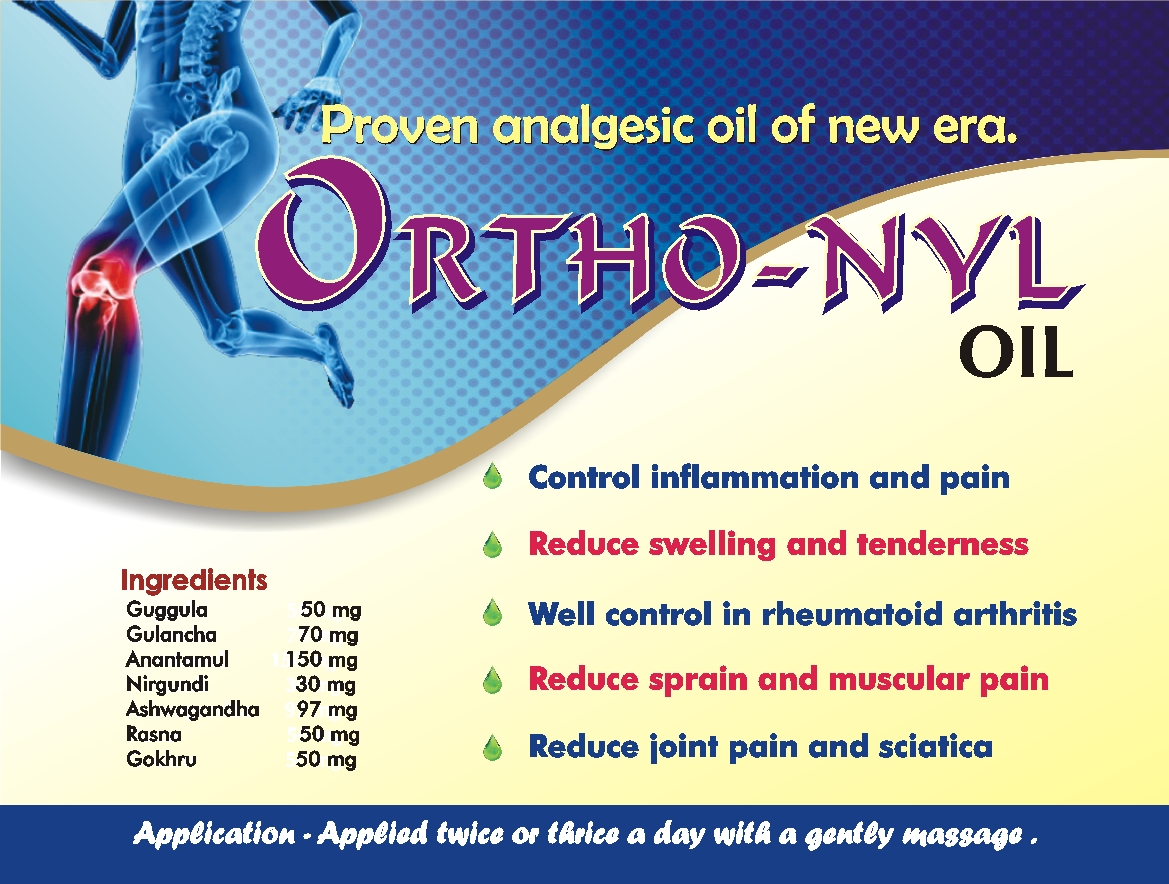 Proven analgesic oil of new era.
ORTHO-NYL
OIL
Control inflammation and pain
Reduce swelling and tenderness
Well control in rheumatoid arthritis
Reduce sprain and muscular pain
Reduce joint pain and sciatica
Ingredients
Guggula 50 mg
Gulancha 70 mg
Anantamul 150 mg
Nirgundi 30 mg
Ashwagandha 97 mg
Rasna 50 mg
Gokhru 50 mg
Application - Applied twice or thrice a day with a gently massage .